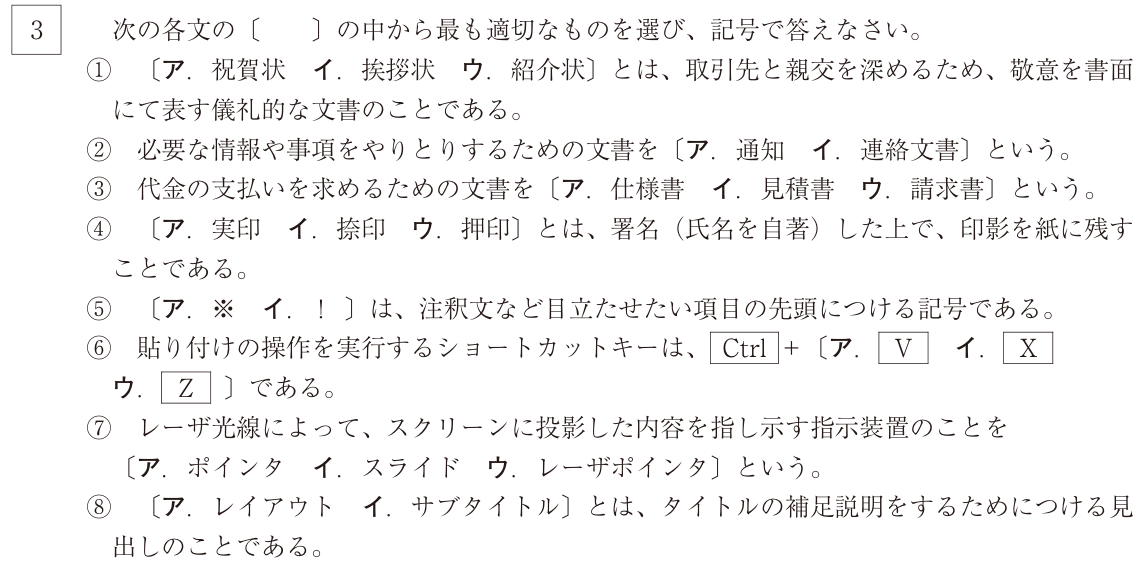 3 次の各文の〔　　〕の中から最も適切なものを選び、記号で答えなさい。
① 〔ア．祝賀状　イ．挨拶状　ウ．紹介状〕とは、取引先と親交を深めるため、敬意を書面
にて表す儀礼的な文書のことである。
② 必要な情報や事項をやりとりするための文書を〔ア．通知　イ．連絡文書〕という。
③ 代金の支払いを求めるための文書を〔ア．仕様書　イ．見積書　ウ．請求書〕という。
④ 〔ア．実印　イ．捺印　ウ．押印〕とは、署名（氏名を自著）した上で、印影を紙に残す
ことである。
⑤ 〔ア．※　イ．！〕は、注釈文など目立たせたい項目の先頭につける記号である。
⑥ 貼り付けの操作を実行するショートカットキーは、Ctrl＋〔ア．V　イ．X
ウ．Z〕である。
⑦ レーザ光線によって、スクリーンに投影した内容を指し示す指示装置のことを
〔ア．ポインタ　イ．スライド　ウ．レーザポインタ〕という。
⑧ 〔ア．レイアウト　イ．サブタイトル〕とは、タイトルの補足説明をするためにつける見
出しのことである。